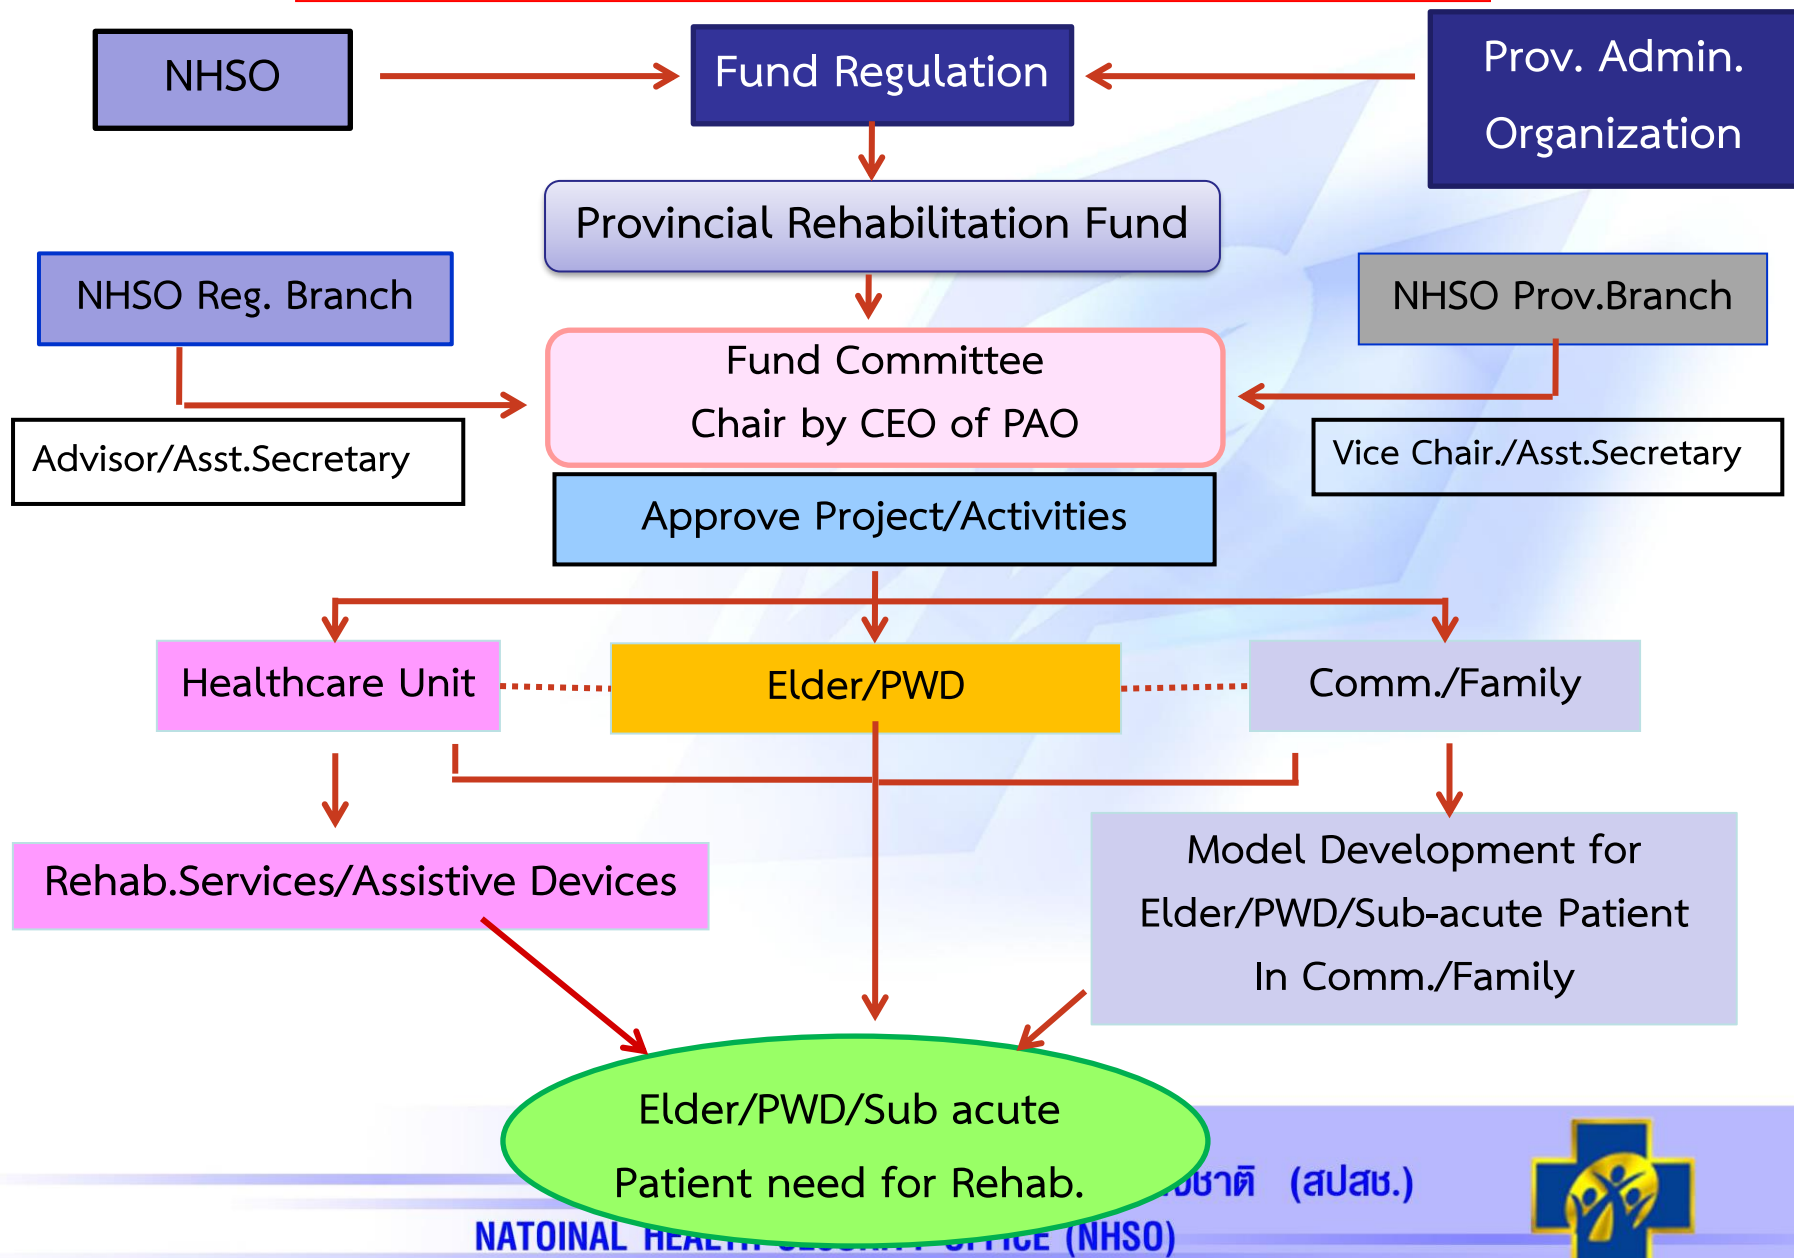 NHSO
Fund Regulation
Prov. Admin.
Organization
Provincial Rehabilitation Fund
NHSO Reg. Branch
NHSO Prov.Branch
Fund Committee
Chair by CEO of PAO
Advisor/Asst.Secretary
Vice Chair./Asst.Secretary
Approve Project/Activities
Healthcare Unit
Elder/PWD
Comm./Family
Rehab.Services/Assistive Devices
Model Development for
Elder/PWD/Sub-acute Patient
In Comm./Family
Elder/PWD/Sub acute
Patient need for Rehab.
(สปสช.)
NATOINAL (NHSO)